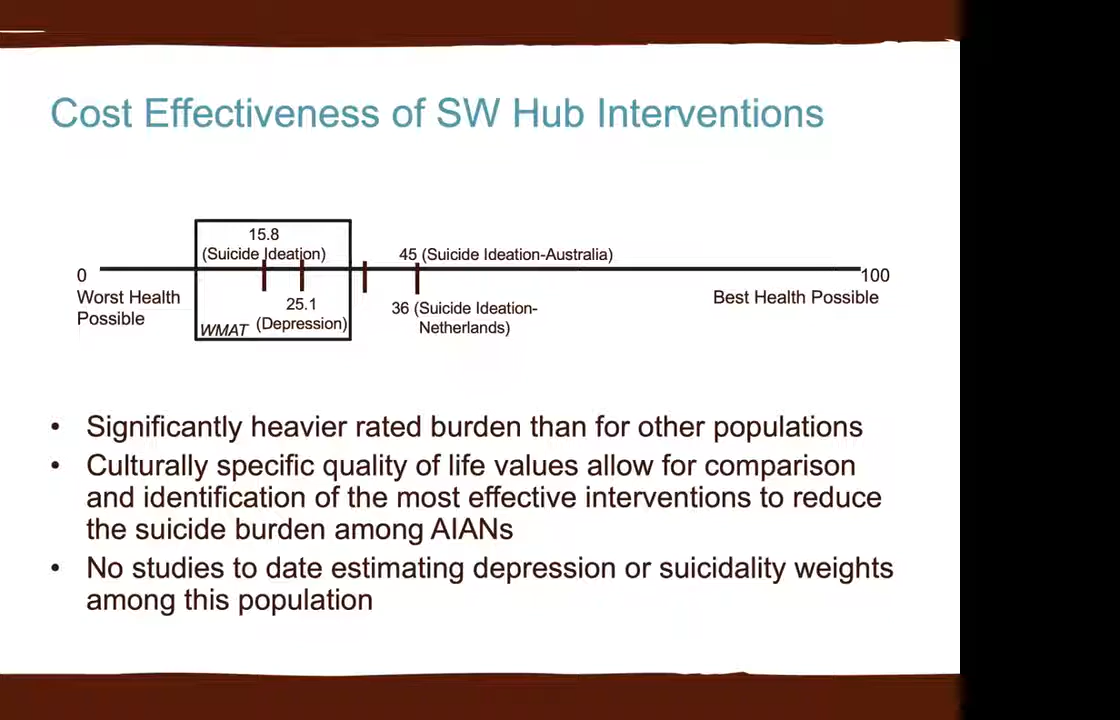 Cost Effectiveness of SW Hub Interventions
15.8
(Suicide Ideation)
45 (Suicide Ideation-Australia)
0
100
Worst Health
Possible
Best Health Possible
25.1
(Depression)
WMAT
36 (Suicide Ideation-
Netherlands)
• Significantly heavier rated burden than for other populations
• Culturally specific quality of life values allow for comparison
and identification of the most effective interventions to reduce
the suicide burden among AIANs
• No studies to date estimating depression or suicidality weights
among this population